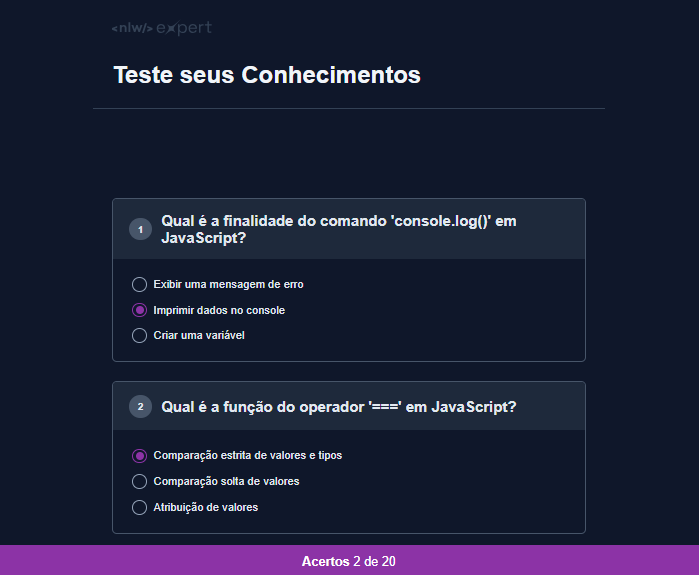 <nlw/> expert
Teste seus Conhecimentos
1
Qual é a finalidade do comando 'console.log()' em
JavaScript?
Exibir uma mensagem de erro
Imprimir dados no console
Criar uma variável
2
Qual é a função do operador '===' em JavaScript?
Comparação estrita de valores e tipos
Comparação solta de valores
Atribuição de valores
Acertos 2 de 20